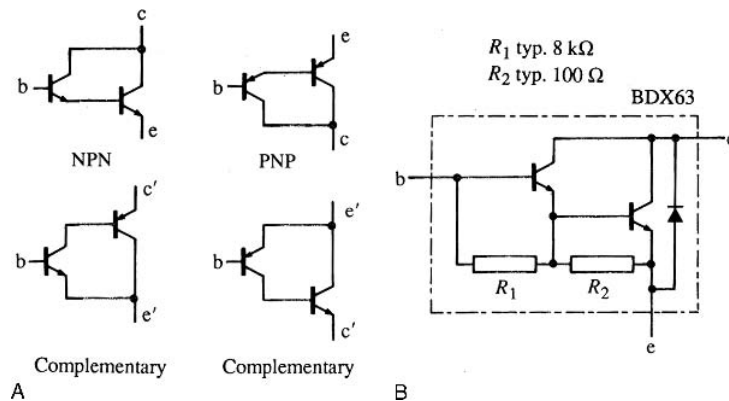 c
b
e
NPN
e
b
c
PNP
c′
b
e′
Complementary
e′
b
c′
Complementary
A
R1 typ. 8 kΩ
R2 typ. 100 Ω
BDX63
b
R1
R2
e
B